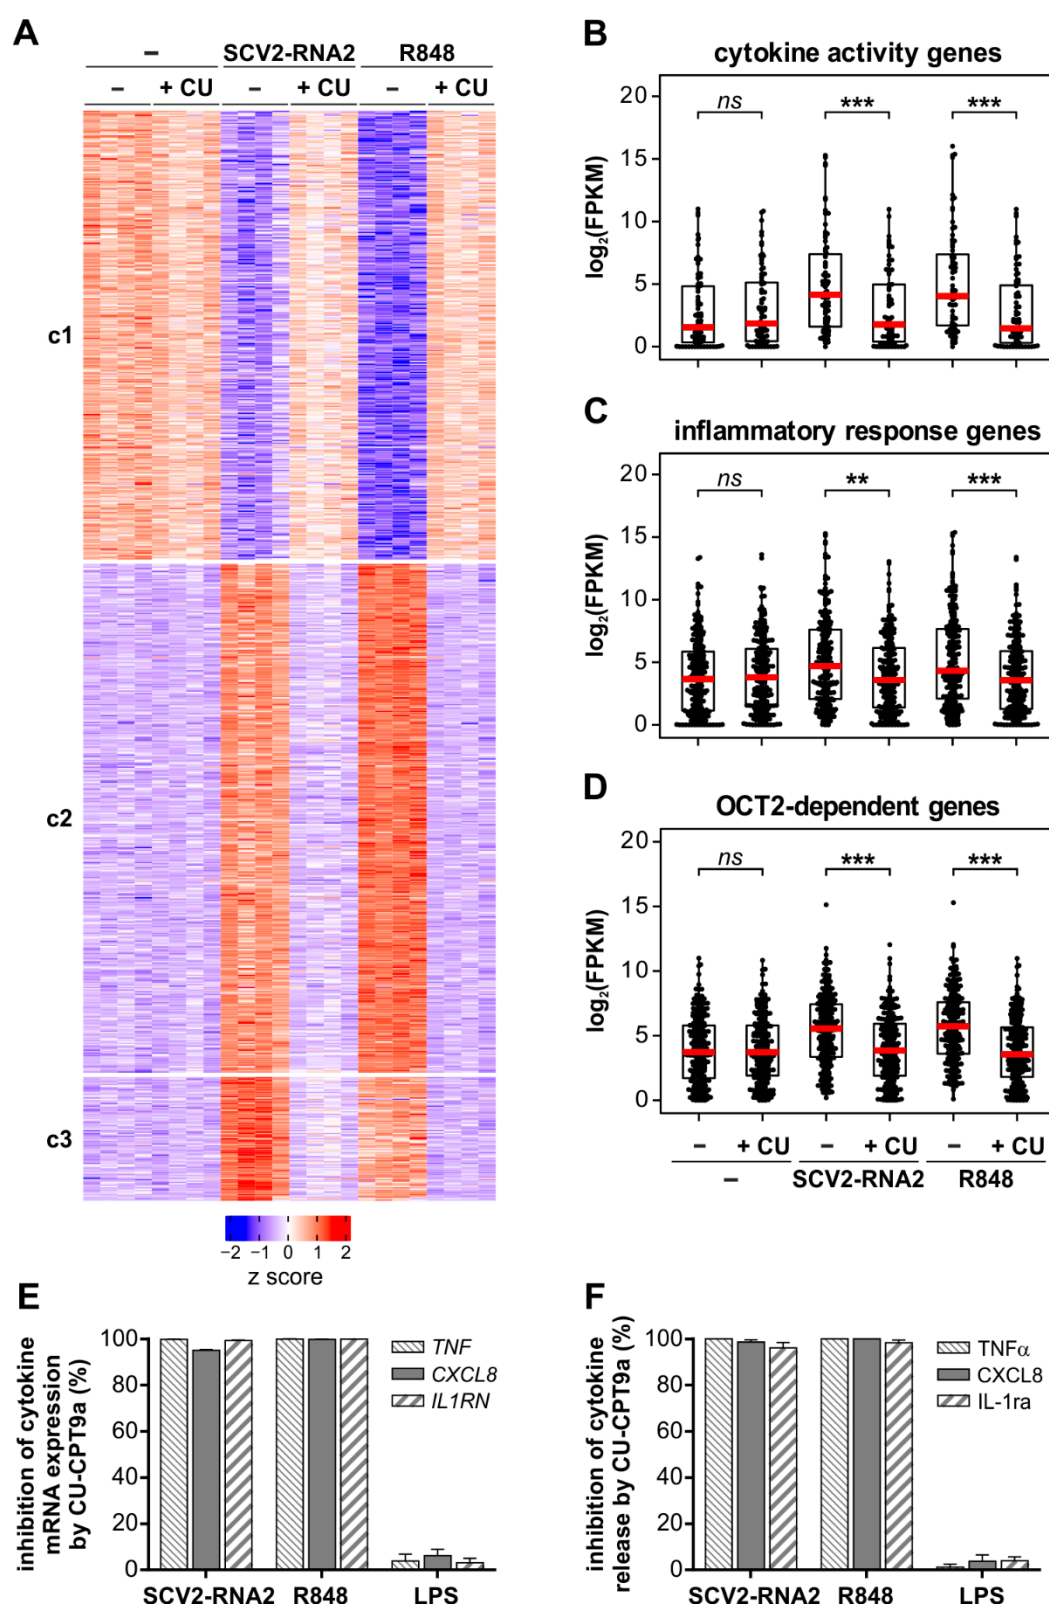 A
– SCV2-RNA2 R848
– + CU – + CU – + CU
c1
c2
c3
−2 −1 0 1 2
z score
B
cytokine activity genes
ns *** ***
log₂(FPKM)
20
15
10
5
0
C
inflammatory response genes
ns ** ***
log₂(FPKM)
20
15
10
5
0
D
OCT2-dependent genes
ns *** ***
log₂(FPKM)
20
15
10
5
0
– + CU – + CU – + CU
– SCV2-RNA2 R848
E
inhibition of cytokine
mRNA expression
by CU-CPT9a (%)
100
80
60
40
20
0
TNF
CXCL8
IL1RN
SCV2-RNA2 R848 LPS
F
inhibition of cytokine
release by CU-CPT9a (%)
100
80
60
40
20
0
TNFα
CXCL8
IL-1ra
SCV2-RNA2 R848 LPS